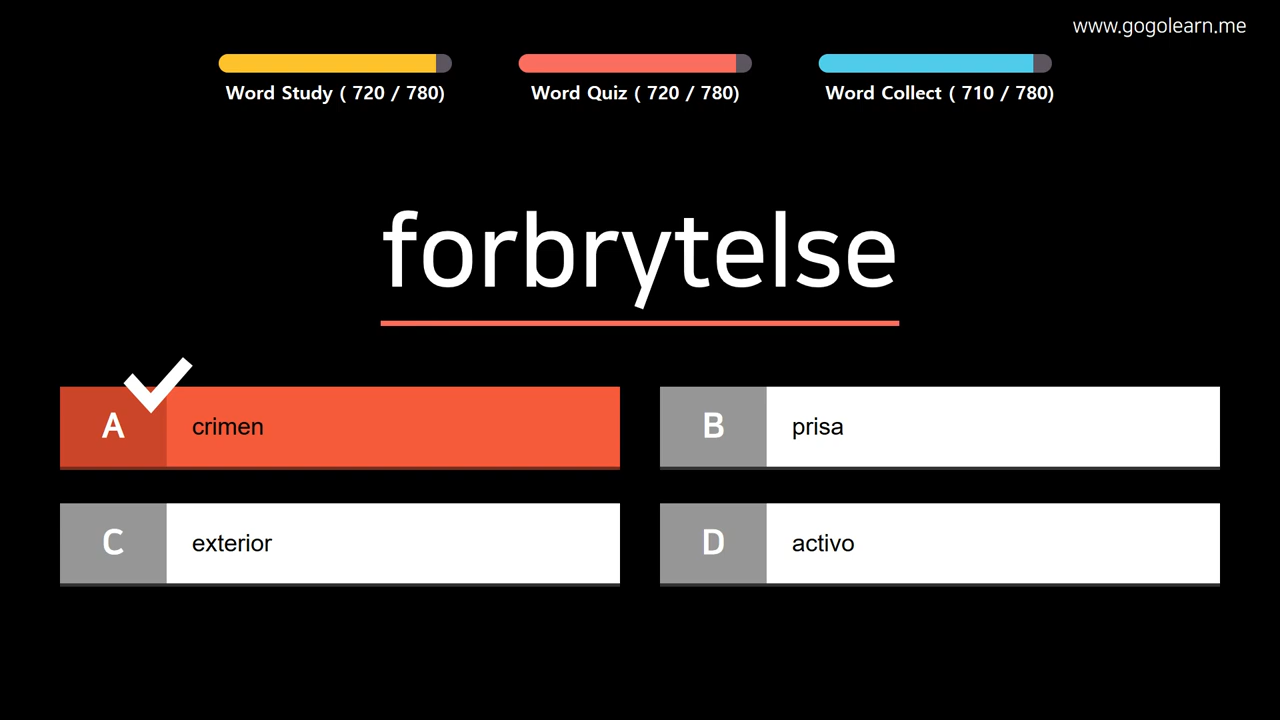 www.gogolearn.me
Word Study ( 720 / 780)
Word Quiz ( 720 / 780)
Word Collect ( 710 / 780)
forbrytelse
A crimen
B prisa
C exterior
D activo